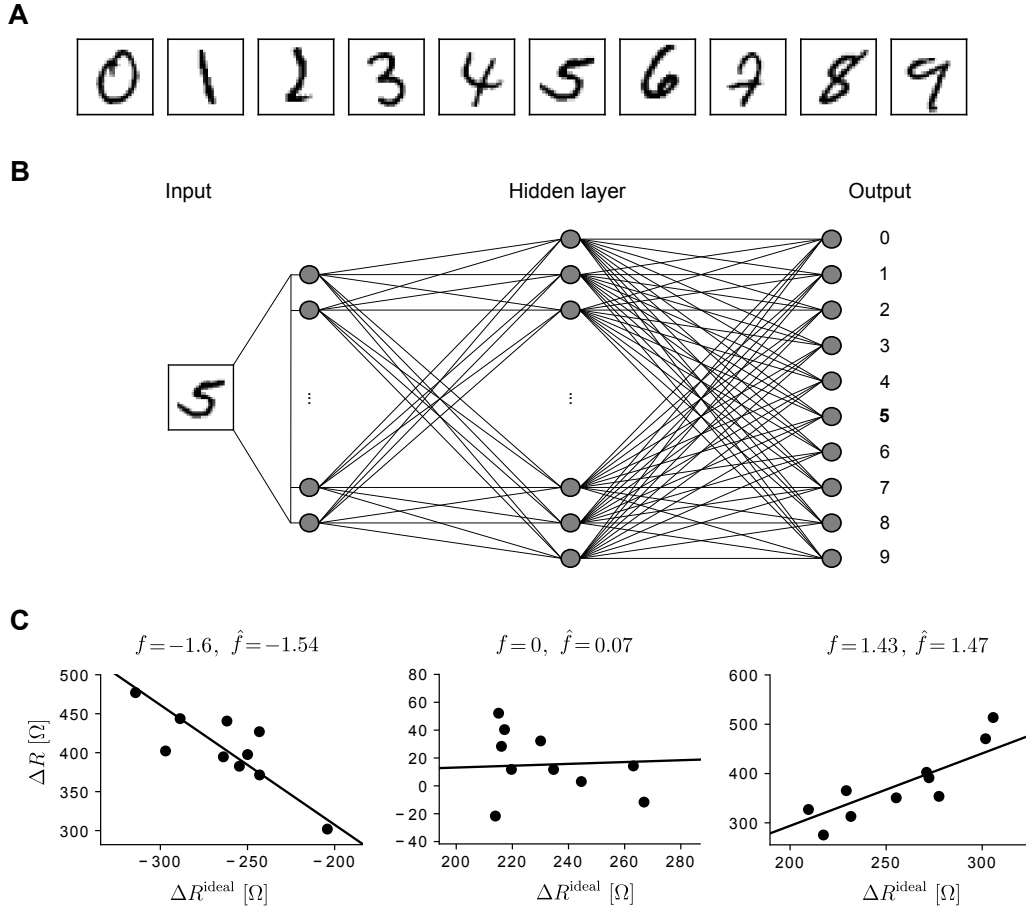 A
0 1 2 3 4 5 6 7 8 9
B
Input Hidden layer Output
0
1
2
3
4
5
6
7
8
9
5
...
...
C
f = −1.6, f̂ = −1.54
f = 0, f̂ = 0.07
f = 1.43, f̂ = 1.47
ΔR [Ω]
500
450
400
350
300
−300 −250 −200
ΔR^ideal [Ω]
80
60
40
20
0
−20
−40
200 220 240 260 280
ΔR^ideal [Ω]
600
500
400
300
200 250 300
ΔR^ideal [Ω]